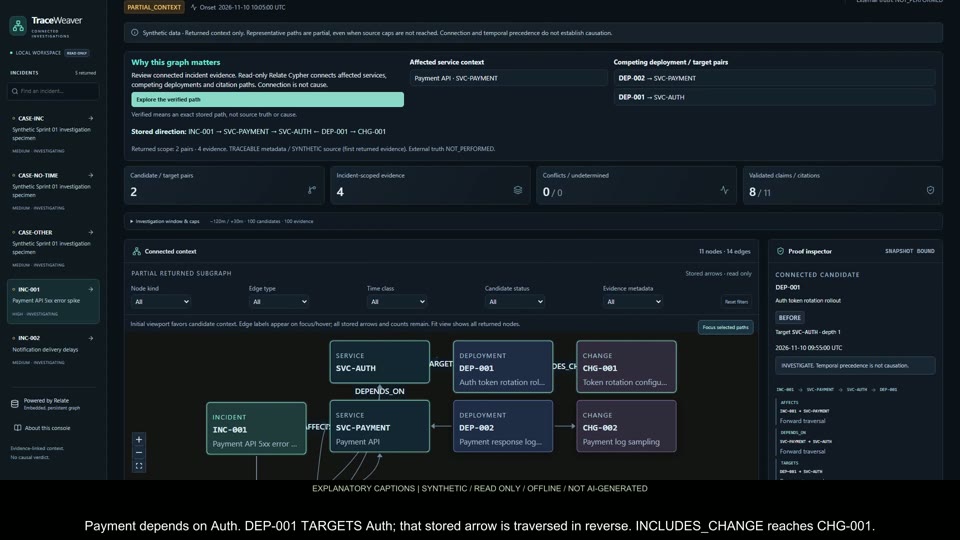 PARTIAL_CONTEXT
Onset 2026-11-10 10:05:00 UTC
TraceWeaver
CONNECTED INVESTIGATIONS
LOCAL WORKSPACE READ ONLY
INCIDENTS 5 returned
Find an incident...
CASE-INC
Synthetic Sprint 01 investigation specimen
MEDIUM · INVESTIGATING
CASE-NO-TIME
Synthetic Sprint 01 investigation specimen
MEDIUM · INVESTIGATING
CASE-OTHER
Synthetic Sprint 01 investigation specimen
MEDIUM · INVESTIGATING
INC-001
Payment API 5xx error spike
HIGH · INVESTIGATING
INC-002
Notification delivery delays
MEDIUM · INVESTIGATING
Powered by Relate
Embedded, persistent graph
About this console
Evidence-linked context.
No causal verdict.
Synthetic data · Returned context only. Representative paths are partial, even when source caps are not reached. Connection and temporal precedence do not establish causation.
Why this graph matters
Review connected incident evidence. Read-only Relate Cypher connects affected services, competing deployments and citation paths. Connection is not cause.
Explore the verified path
Verified means an exact stored path, not source truth or cause.
Affected service context
Payment API · SVC-PAYMENT
Competing deployment / target pairs
DEP-002 → SVC-PAYMENT
DEP-001 → SVC-AUTH
Stored direction: INC-001 → SVC-PAYMENT → SVC-AUTH ← DEP-001 → CHG-001
Returned scope: 2 pairs · 4 evidence, TRACEABLE metadata / SYNTHETIC source (first returned evidence). External truth NOT_PERFORMED.
Candidate / target pairs
2
Incident-scoped evidence
4
Conflicts / undetermined
0 / 0
Validated claims / citations
8 / 11
Investigation window & caps −120m / +30m · 100 candidates · 100 evidence
Connected context 11 nodes · 14 edges
PARTIAL RETURNED SUBGRAPH Stored arrows · read only
Node kind
All
Edge type
All
Time class
All
Candidate status
All
Evidence metadata
All
Reset filters
Initial viewport favors candidate context. Edge labels appear on focus/hover; all stored arrows and counts remain. Fit view shows all returned nodes.
Focus selected paths
SERVICE
SVC-AUTH
DEPLOYMENT
DEP-001
Auth token rotation rol...
CHANGE
CHG-001
Token rotation configu...
DEPENDS_ON
INCIDENT
INC-001
Payment API 5xx error ...
SERVICE
SVC-PAYMENT
Payment API
DEPLOYMENT
DEP-002
Payment response log...
CHANGE
CHG-002
Payment log sampling
Proof inspector SNAPSHOT BOUND
CONNECTED CANDIDATE
DEP-001
Auth token rotation rollout
BEFORE
Target SVC-AUTH · depth 1
2026-11-10 09:55:00 UTC
INVESTIGATE. Temporal precedence is not causation.
INC-001 → SVC-PAYMENT → SVC-AUTH → DEP-001
AFFECTS
INC-001 → SVC-PAYMENT
Forward traversal
DEPENDS_ON
SVC-PAYMENT → SVC-AUTH
Forward traversal
TARGETS
DEP-001 → SVC-AUTH
EXPLANATORY CAPTIONS | SYNTHETIC / READ ONLY / OFFLINE / NOT AI-GENERATED
Payment depends on Auth. DEP-001 TARGETS Auth; that stored arrow is traversed in reverse. INCLUDES_CHANGE reaches CHG-001.